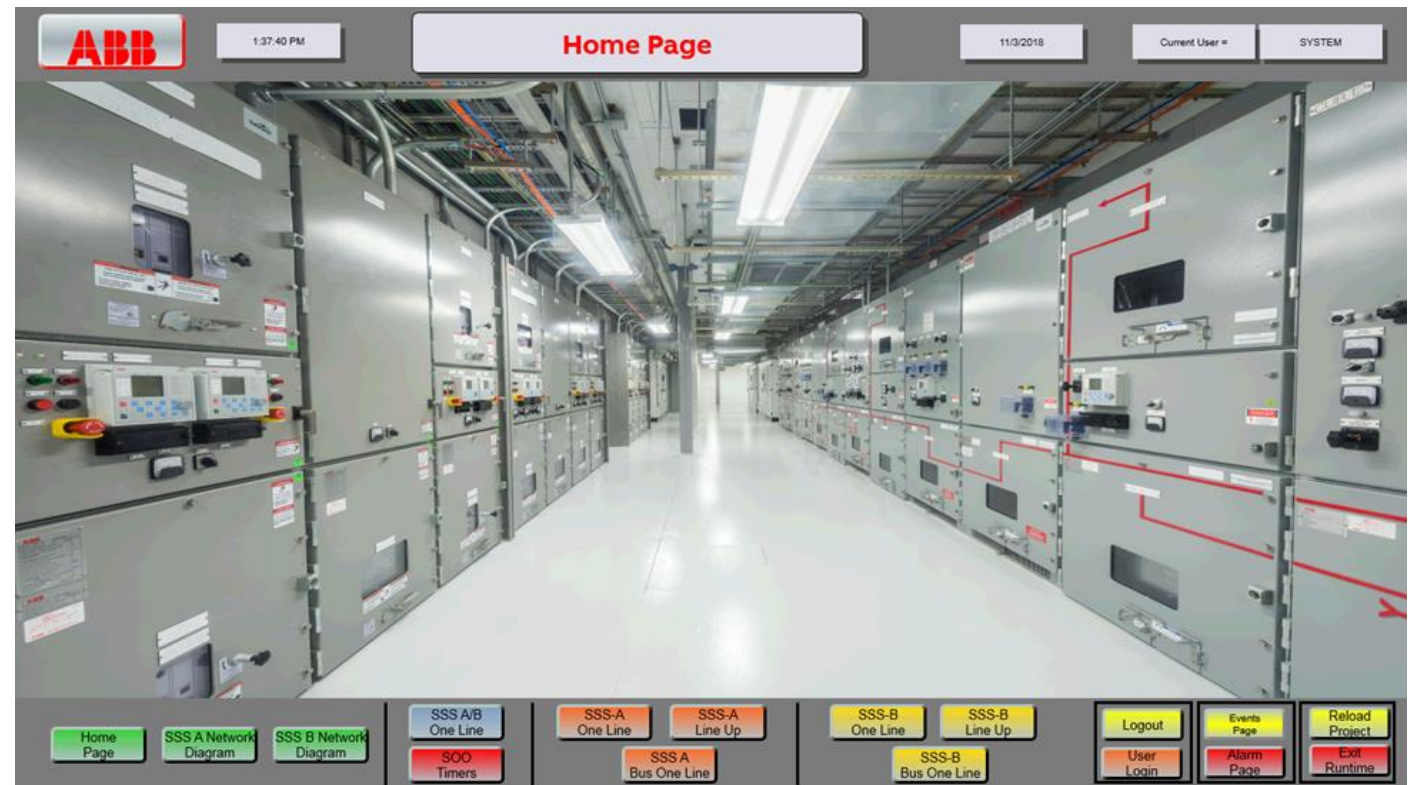 ABB
1:37:40 PM
Home Page
11/3/2018
Current User =
SYSTEM
Home
Page
SSS A Network
Diagram
SSS B Network
Diagram
SSS A/B
One Line
SOO
Timers
SSS-A
One Line
SSS-A
Line Up
SSS A
Bus One Line
SSS-B
One Line
SSS-B
Line Up
SSS-B
Bus One Line
Logout
User
Login
Events
Page
Alarm
Page
Reload
Project
Exit
Runtime